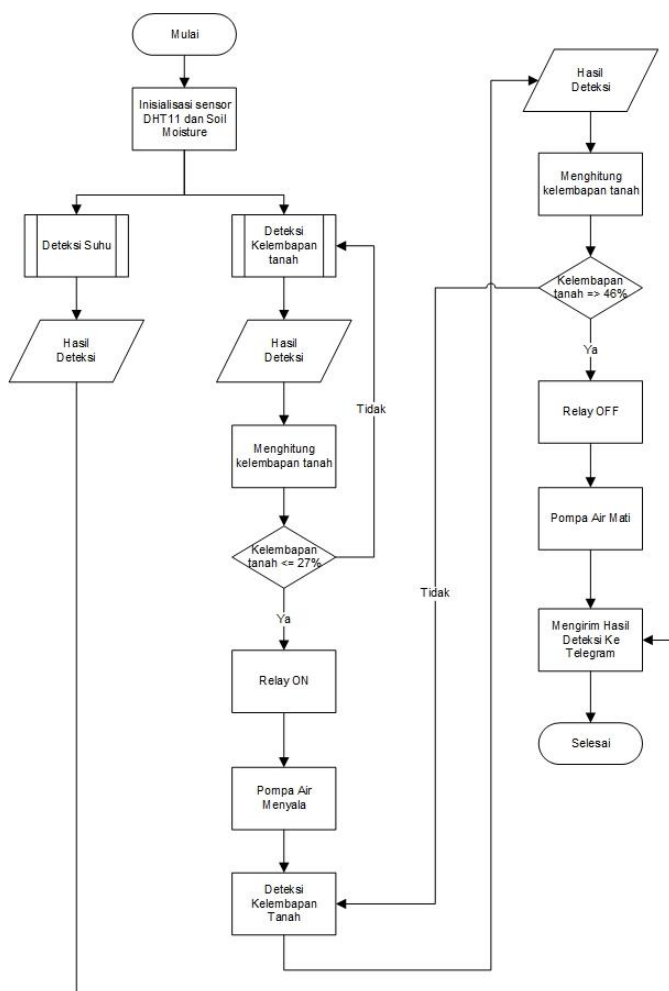 Mulai
Inisialisasi sensor
DHT11 dan Soil
Moisture
Deteksi Suhu
Hasil
Deteksi
Deteksi
Kelembapan
tanah
Hasil
Deteksi
Menghitung
kelembapan tanah
Kelembapan
tanah <= 27%
Tidak
Ya
Relay ON
Pompa Air
Menyala
Deteksi
Kelembapan
Tanah
Hasil
Deteksi
Menghitung
kelembapan tanah
Kelembapan
tanah => 46%
Tidak
Ya
Relay OFF
Pompa Air Mati
Mengirim Hasil
Deteksi Ke
Telegram
Selesai